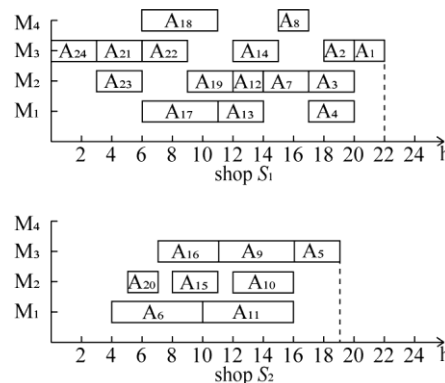 M4 A18 A8
M3 A24 A21 A22 A14 A2 A1
M2 A23 A19 A12 A7 A3
M1 A17 A13 A4
2 4 6 8 10 12 14 16 18 20 22 24 h
shop S1
M4
M3 A16 A9 A5
M2 A20 A15 A10
M1 A6 A11
2 4 6 8 10 12 14 16 18 20 22 24 h
shop S2